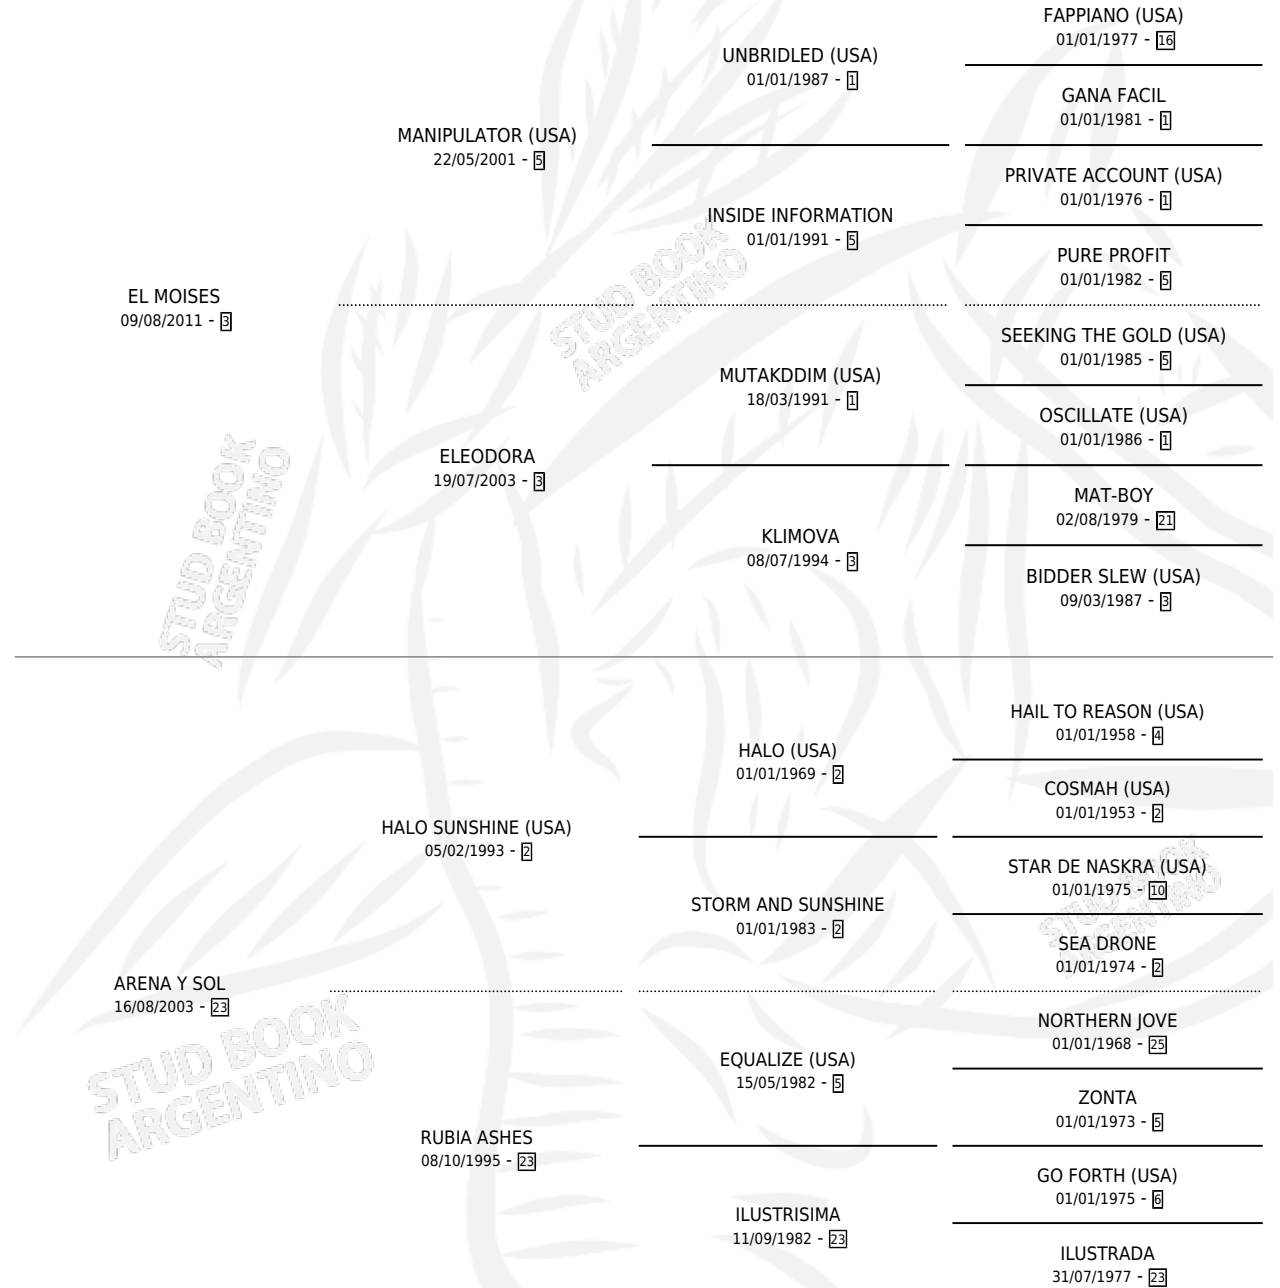 FAPPIANO (USA)
01/01/1977 - 16
UNBRIDLED (USA)
01/01/1987 - 1
GANA FACIL
01/01/1981 - 1
MANIPULATOR (USA)
22/05/2001 - 5
PRIVATE ACCOUNT (USA)
01/01/1976 - 1
INSIDE INFORMATION
01/01/1991 - 5
PURE PROFIT
01/01/1982 - 5
EL MOISES
09/08/2011 - 3
STUD BOOK
ARGENTINO
SEEKING THE GOLD (USA)
01/01/1985 - 5
MUTAKDDIM (USA)
18/03/1991 - 1
OSCILLATE (USA)
01/01/1986 - 1
ELEODORA
19/07/2003 - 3
MAT-BOY
02/08/1979 - 21
KLIMOVA
08/07/1994 - 3
BIDDER SLEW (USA)
09/03/1987 - 3
STUD BOOK
ARGENTINO
HAIL TO REASON (USA)
01/01/1958 - 4
HALO (USA)
01/01/1969 - 2
COSMAH (USA)
01/01/1953 - 2
HALO SUNSHINE (USA)
05/02/1993 - 2
STAR DE NASKRA (USA)
01/01/1975 - 10
STORM AND SUNSHINE
01/01/1983 - 2
SEA DRONE
01/01/1974 - 2
STUD BOOK
ARGENTINO
ARENA Y SOL
16/08/2003 - 23
NORTHERN JOVE
01/01/1968 - 25
EQUALIZE (USA)
15/05/1982 - 5
ZONTA
01/01/1973 - 5
STUD BOOK
ARGENTINO
RUBIA ASHES
08/10/1995 - 23
GO FORTH (USA)
01/01/1975 - 6
ILUSTRISIMA
11/09/1982 - 23
ILUSTRADA
31/07/1977 - 23